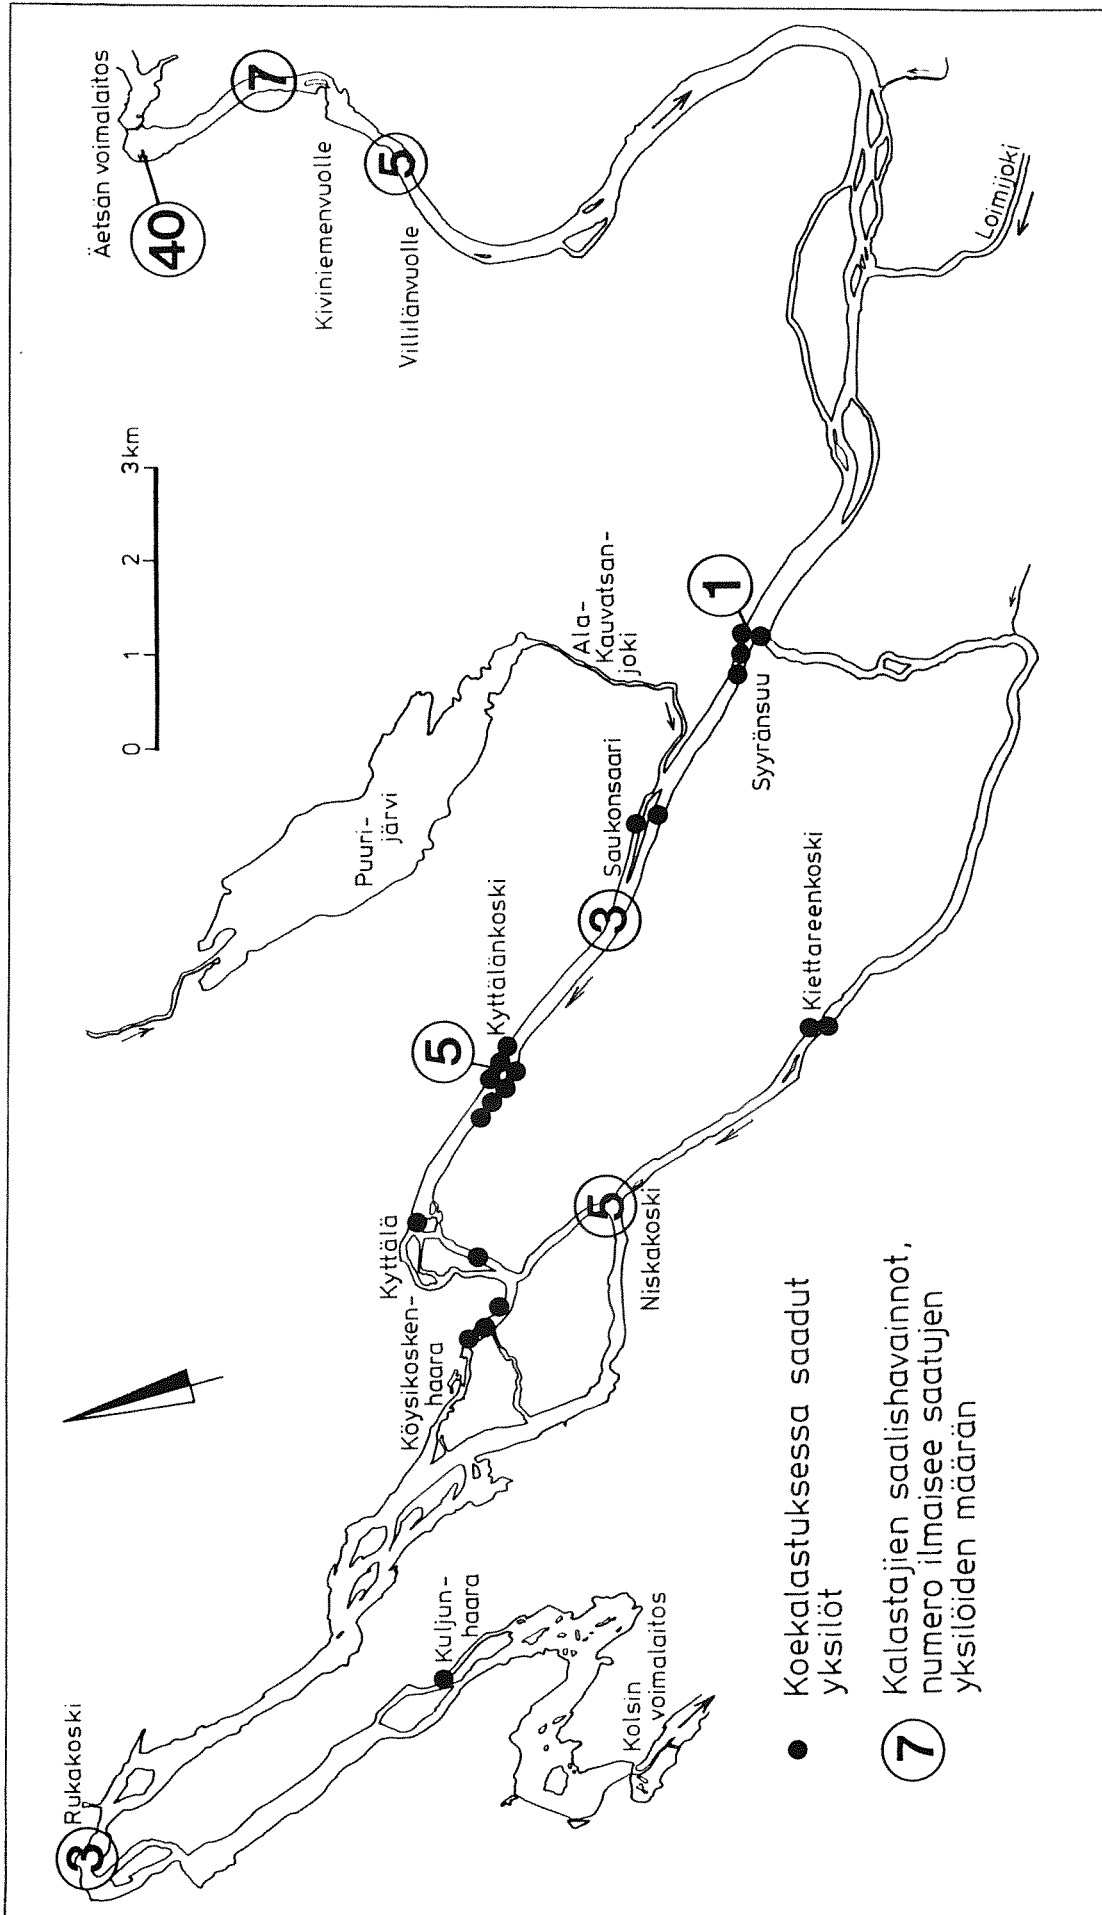 Rukakoski
3
Kuljun-
haara
Kolsin
voimalaitos
Köysikosken-
haara
Kyttälä
5
Niskakoski
5
Kyttälänkoski
Kiettareenkoski
3
Saukonsaari
Puuri-
järvi
Ala-
Kauvatsan-
joki
Syyränsuu
1
0 1 2 3km
Äetsän voimalaitos
40
7
Kiviniemenvuolle
5
Villilänvuolle
Loimijoki
Koekalastuksessa saadut
yksilöt
7
Kalastajien saalishavainnot,
numero ilmaisee saatujen
yksilöiden määrän